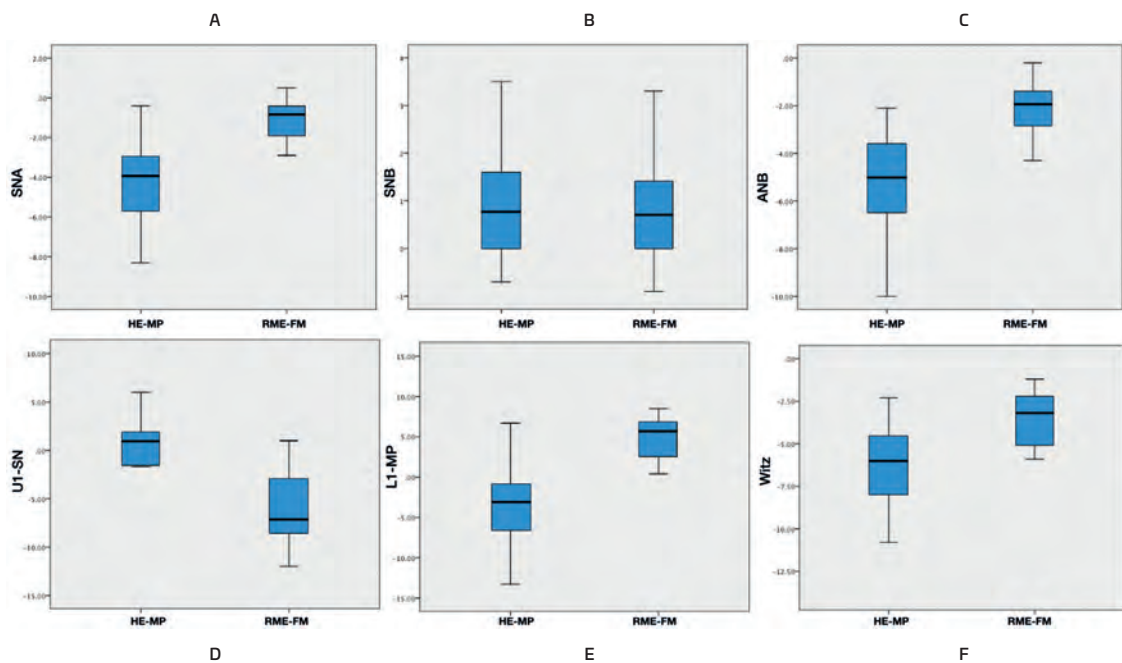 A
B
C
SNA
2.00
.00
-2.00
-4.00
-6.00
-8.00
-10.00
HE-MP
RME-FM
SNB
4
3
2
1
0
-1
HE-MP
RME-FM
ANB
.00
-2.00
-4.00
-6.00
-8.00
-10.00
HE-MP
RME-FM
U1-SN
10.00
5.00
.00
-5.00
-10.00
-15.00
HE-MP
RME-FM
L1-MP
15.00
10.00
5.00
.00
-5.00
-10.00
-15.00
HE-MP
RME-FM
Witz
.00
-2.50
-5.00
-7.50
-10.00
-12.50
HE-MP
RME-FM
D
E
F